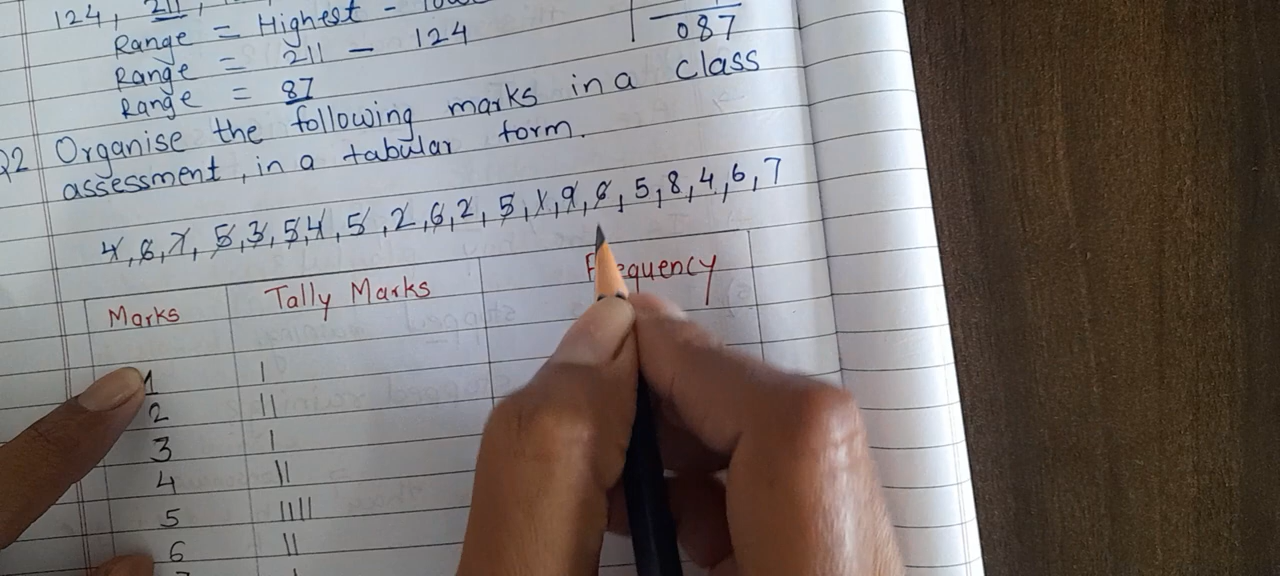 124, 211,
Range = Highest -
Range = 211 - 124
Range = 87
087
Q2 Organise the following marks in a class
assessment, in a tabular form.
4, 6, 7, 5, 3, 5, 4, 5, 2, 6, 2, 5, 1, 9, 6, 5, 8, 4, 6, 7
Marks Tally Marks Frequency
1 |
2 ||
3 |
4 ||
5 ||||
6 ||